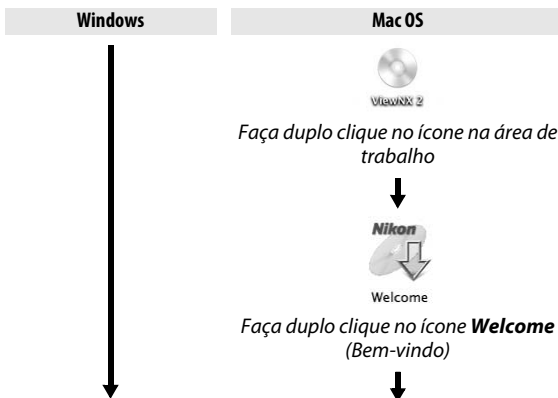 Windows
Mac OS
ViewNX 2
Faça duplo clique no ícone na área de
trabalho
Nikon
Welcome
Faça duplo clique no ícone Welcome
(Bem-vindo)